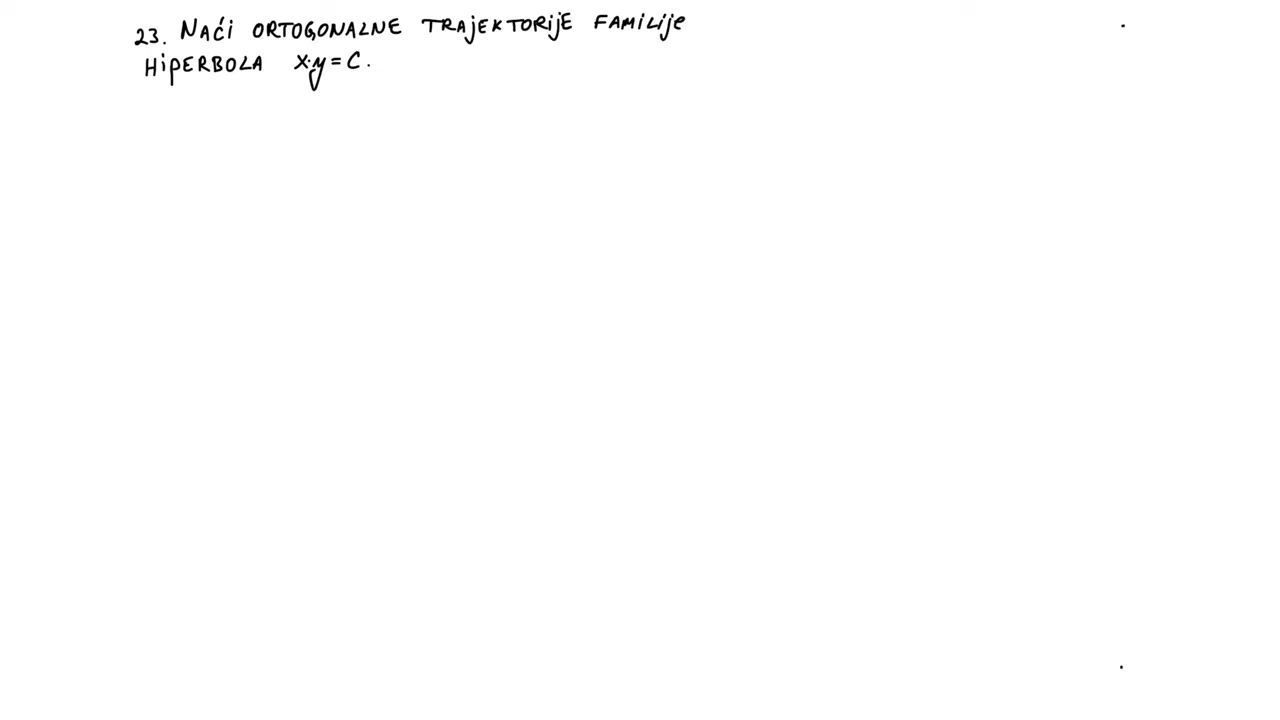 23. NAĆI ORTOGONALNE TRAJEKTORIJE FAMILIJE
HIPERBOLA x·y=C.